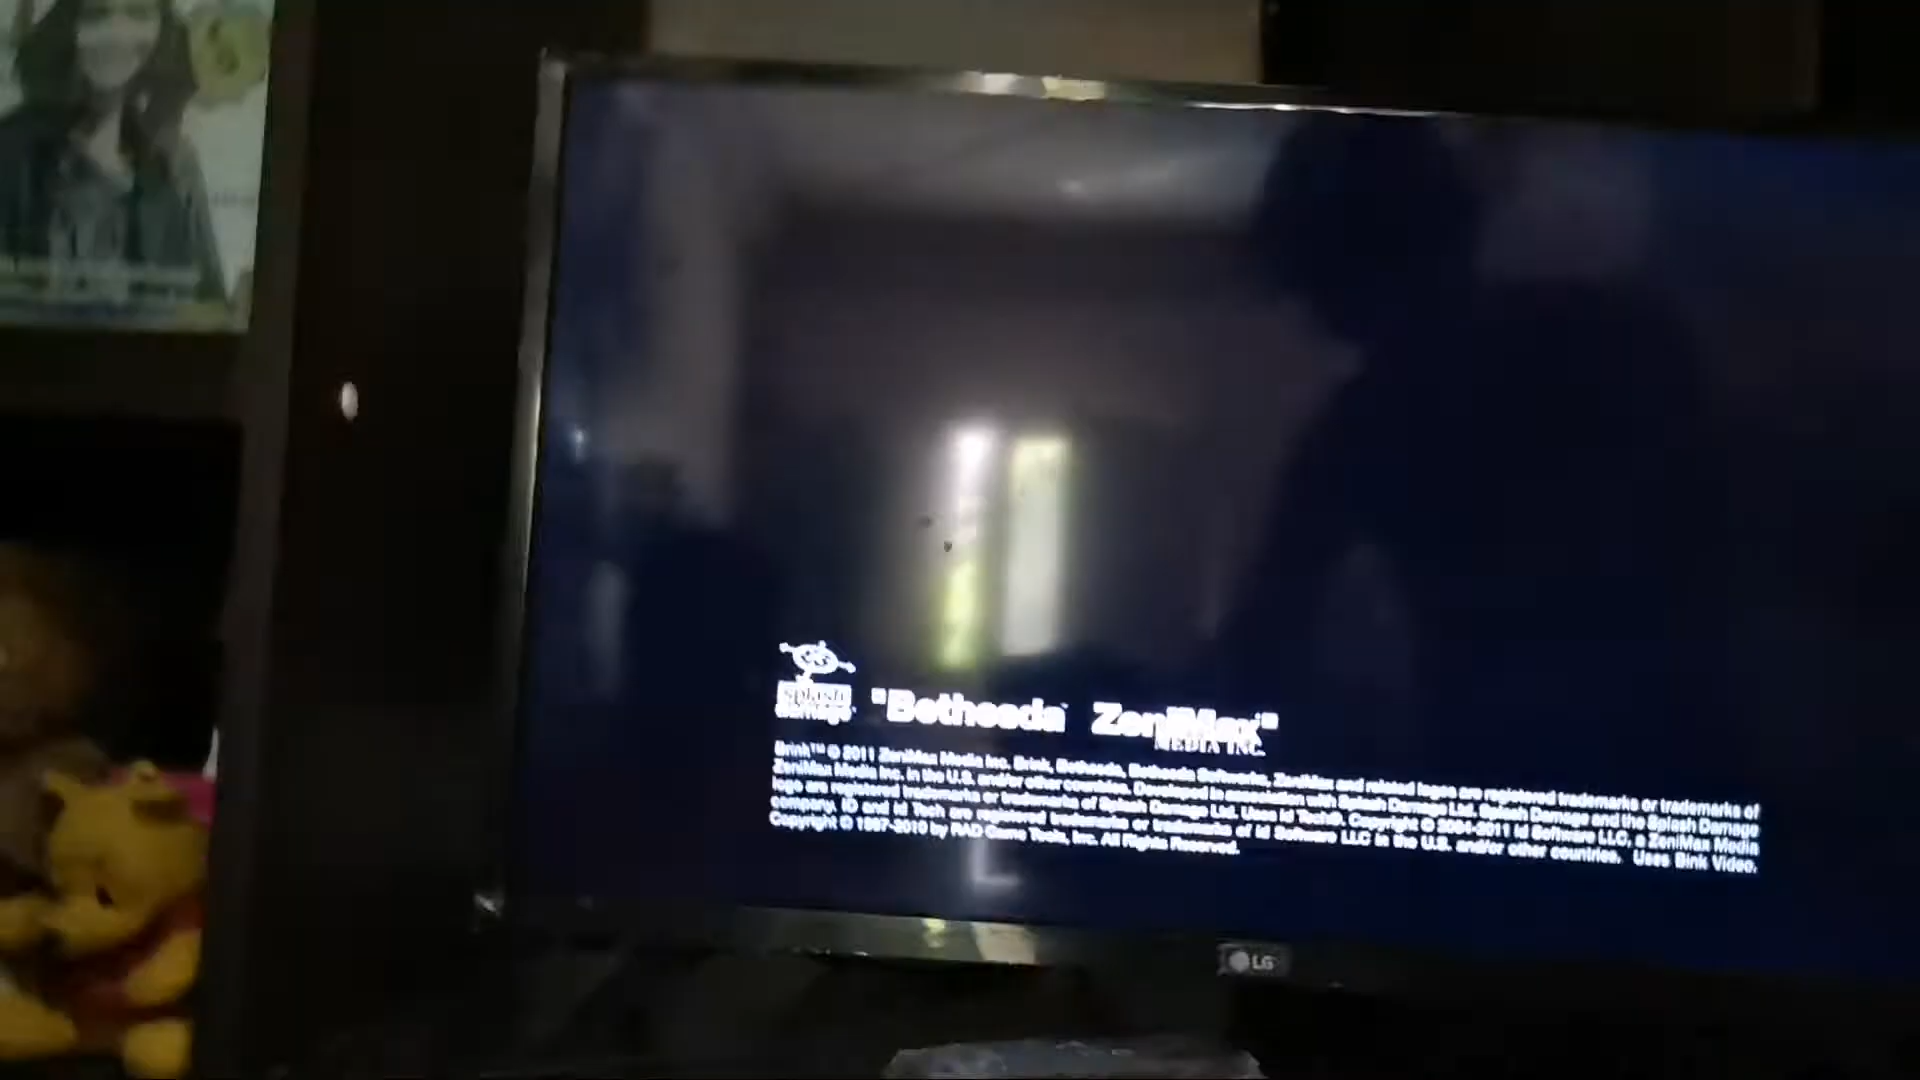 splash
damage
"Bethesda ZeniMax"
MEDIA INC.
Brink™ © 2011 ZeniMax Media Inc. Brink, Bethesda, Bethesda Softworks, ZeniMax and related logos are registered trademarks or trademarks of
ZeniMax Media Inc. in the U.S. and/or other countries. Developed in association with Splash Damage Ltd. Splash Damage and the Splash Damage
logo are registered trademarks or trademarks of Splash Damage Ltd. Uses id Tech®. Copyright © 2004-2011 id Software LLC, a ZeniMax Media
company. ID and id Tech are registered trademarks or trademarks of id Software LLC in the U.S. and/or other countries. Uses Bink Video.
Copyright © 1997-2010 by RAD Game Tools, Inc. All Rights Reserved.
LG